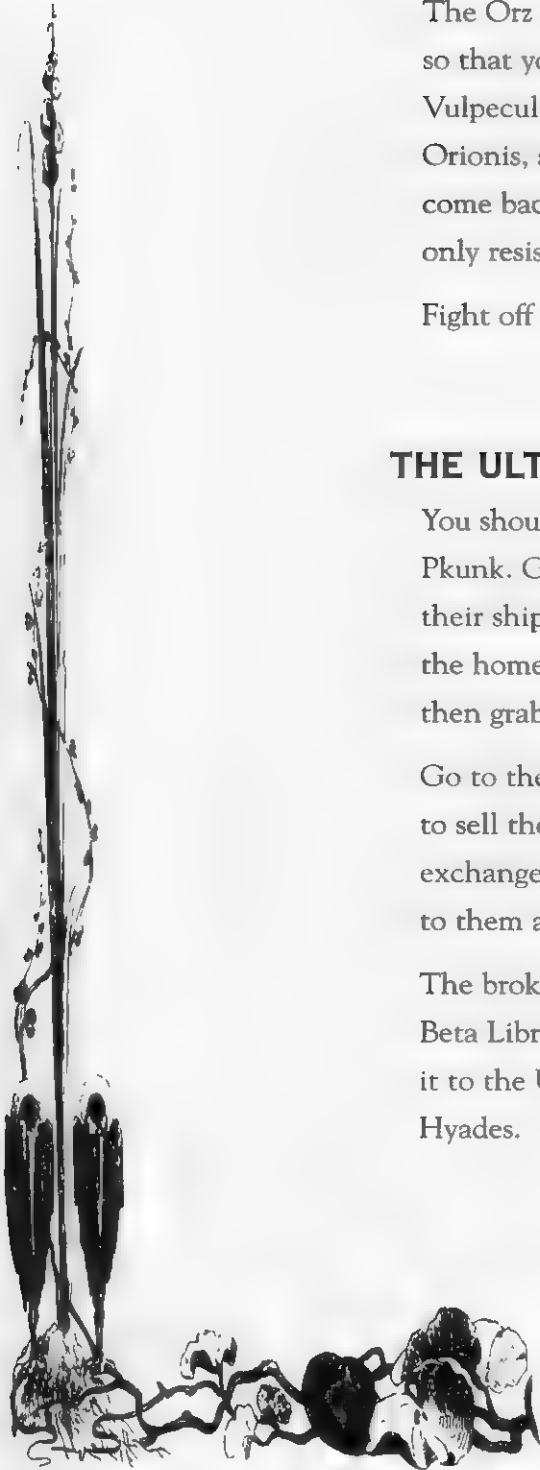 The Orz
so that yo
Vulpecul
Orionis, a
come bac
only resis
Fight off
THE ULT
You shou
Pkunk. G
their ship
the home
then grab
Go to the
to sell the
exchange
to them a
The brok
Beta Libr
it to the U
Hyades.